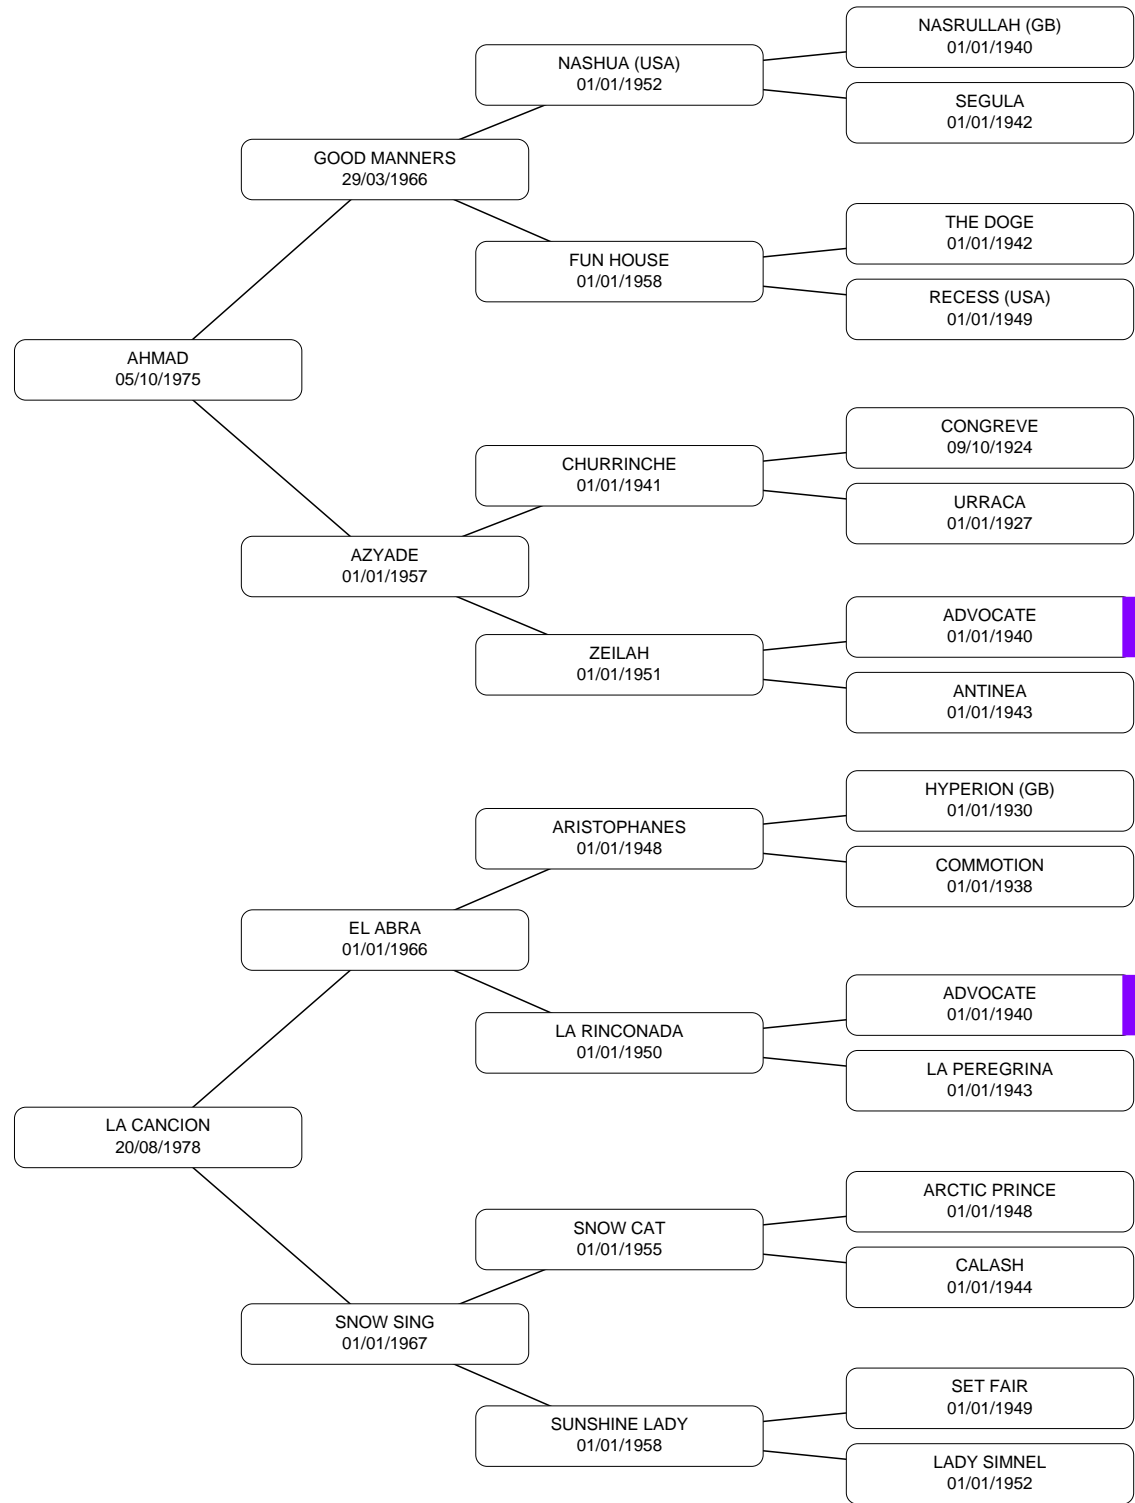 NASRULLAH (GB)
01/01/1940
NASHUA (USA)
01/01/1952
SEGULA
01/01/1942
GOOD MANNERS
29/03/1966
THE DOGE
01/01/1942
FUN HOUSE
01/01/1958
RECESS (USA)
01/01/1949
AHMAD
05/10/1975
CONGREVE
09/10/1924
CHURRINCHE
01/01/1941
URRACA
01/01/1927
AZYADE
01/01/1957
ADVOCATE
01/01/1940
ZEILAH
01/01/1951
ANTINEA
01/01/1943
HYPERION (GB)
01/01/1930
ARISTOPHANES
01/01/1948
COMMOTION
01/01/1938
EL ABRA
01/01/1966
ADVOCATE
01/01/1940
LA RINCONADA
01/01/1950
LA PEREGRINA
01/01/1943
LA CANCION
20/08/1978
ARCTIC PRINCE
01/01/1948
SNOW CAT
01/01/1955
CALASH
01/01/1944
SNOW SING
01/01/1967
SET FAIR
01/01/1949
SUNSHINE LADY
01/01/1958
LADY SIMNEL
01/01/1952